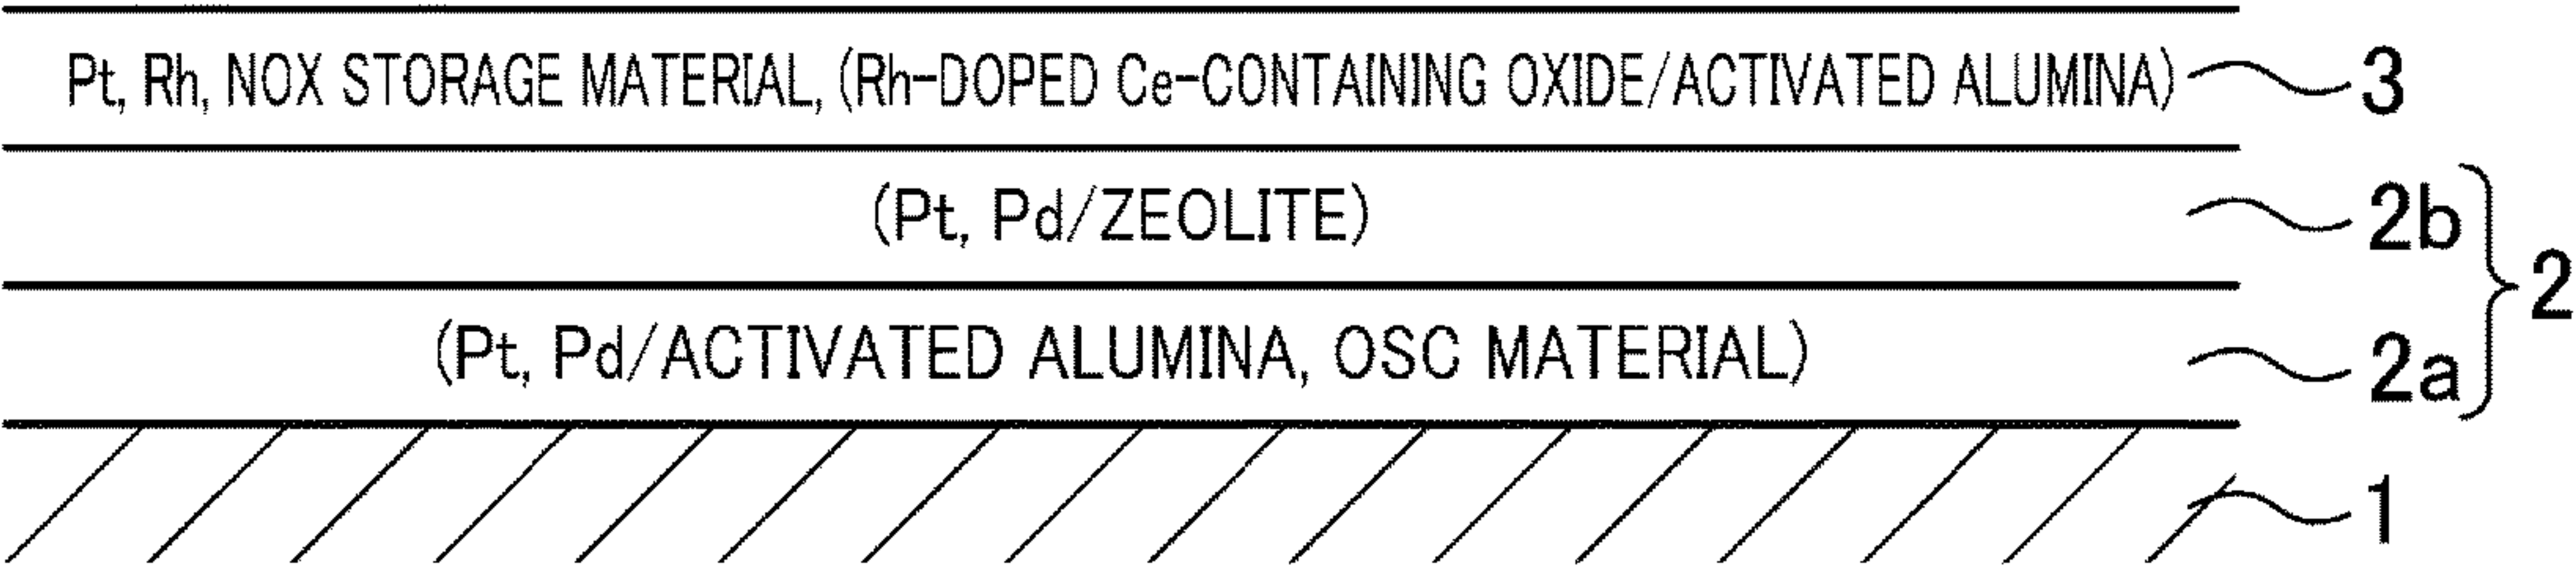 Pt, Rh, NOX STORAGE MATERIAL, (Rh-DOPED Ce-CONTAINING OXIDE/ACTIVATED ALUMINA) 3
(Pt, Pd/ZEOLITE) 2b
2
(Pt, Pd/ACTIVATED ALUMINA, OSC MATERIAL) 2a
1